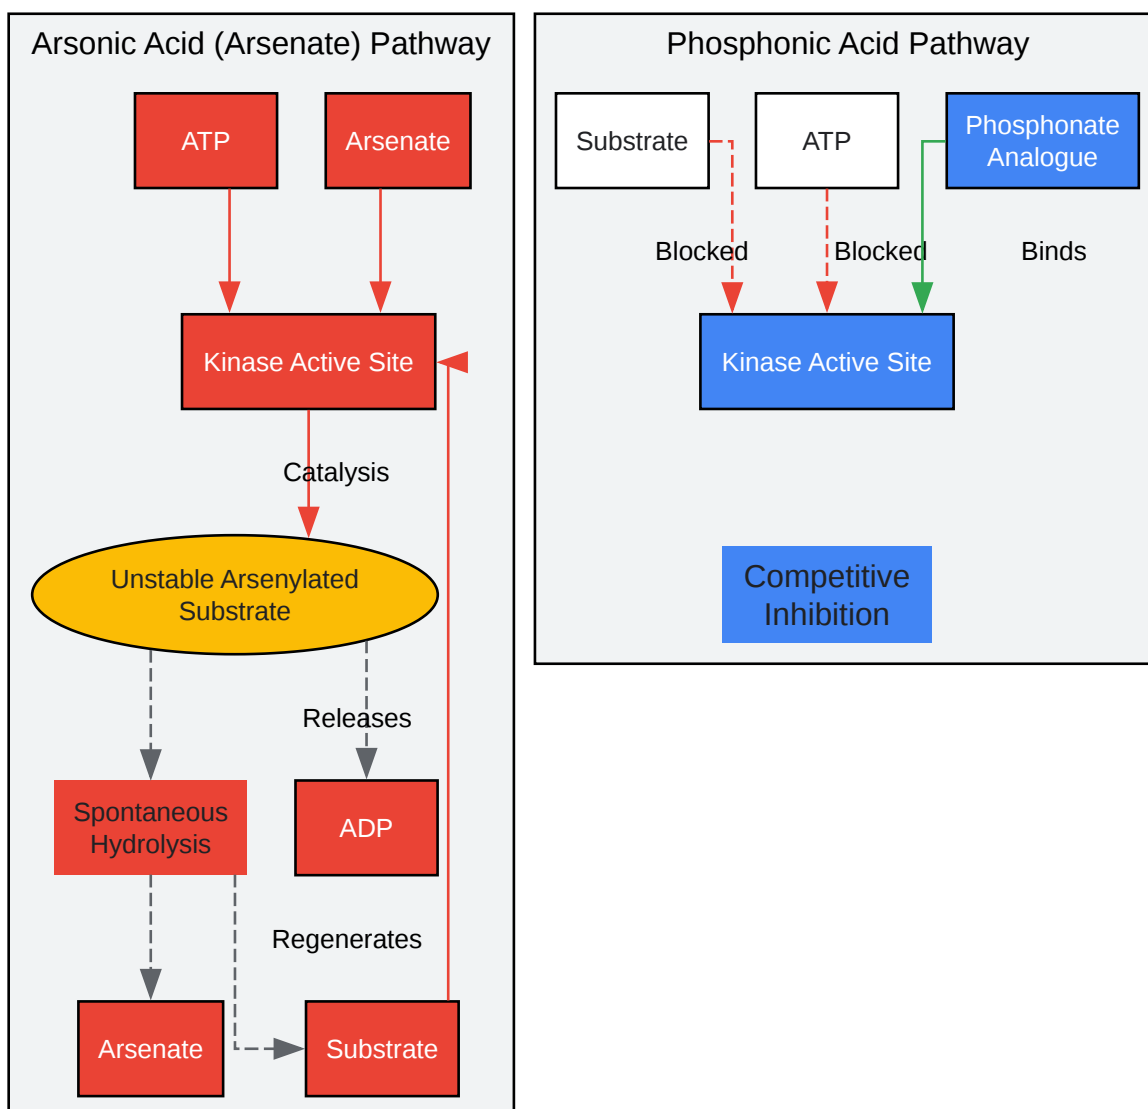 Arsonic Acid (Arsenate) Pathway
ATP
Arsenate
Kinase Active Site
Catalysis
Unstable Arsenylated
Substrate
Releases
Spontaneous
Hydrolysis
ADP
Regenerates
Arsenate
Substrate
Phosphonic Acid Pathway
Substrate
ATP
Phosphonate
Analogue
Blocked
Blocked
Binds
Kinase Active Site
Competitive
Inhibition